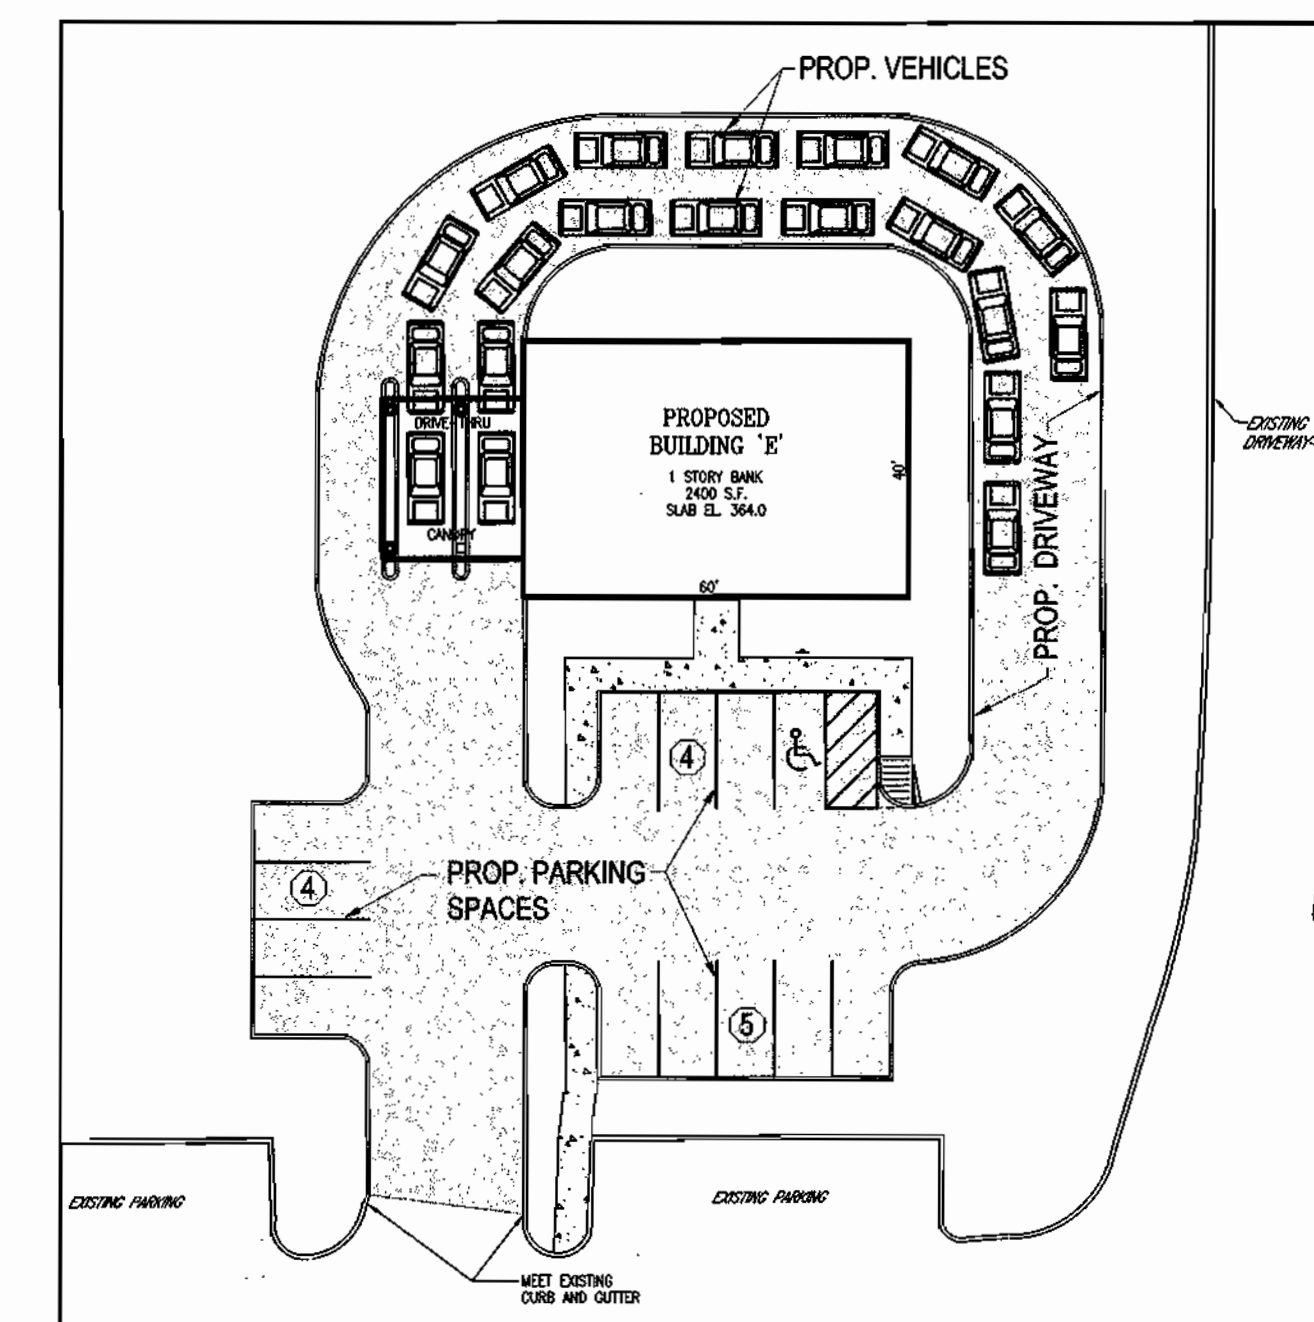 PROP. VEHICLES
DRIVE-THRU
CANOPY
PROPOSED
BUILDING 'E'
1 STORY BANK
2400 S.F.
SLAB EL. 364.0
40'
60'
PROP. DRIVEWAY
EXISTING
DRIVEWAY
4
4
PROP. PARKING
SPACES
5
EXISTING PARKING
EXISTING PARKING
MEET EXISTING
CURB AND GUTTER